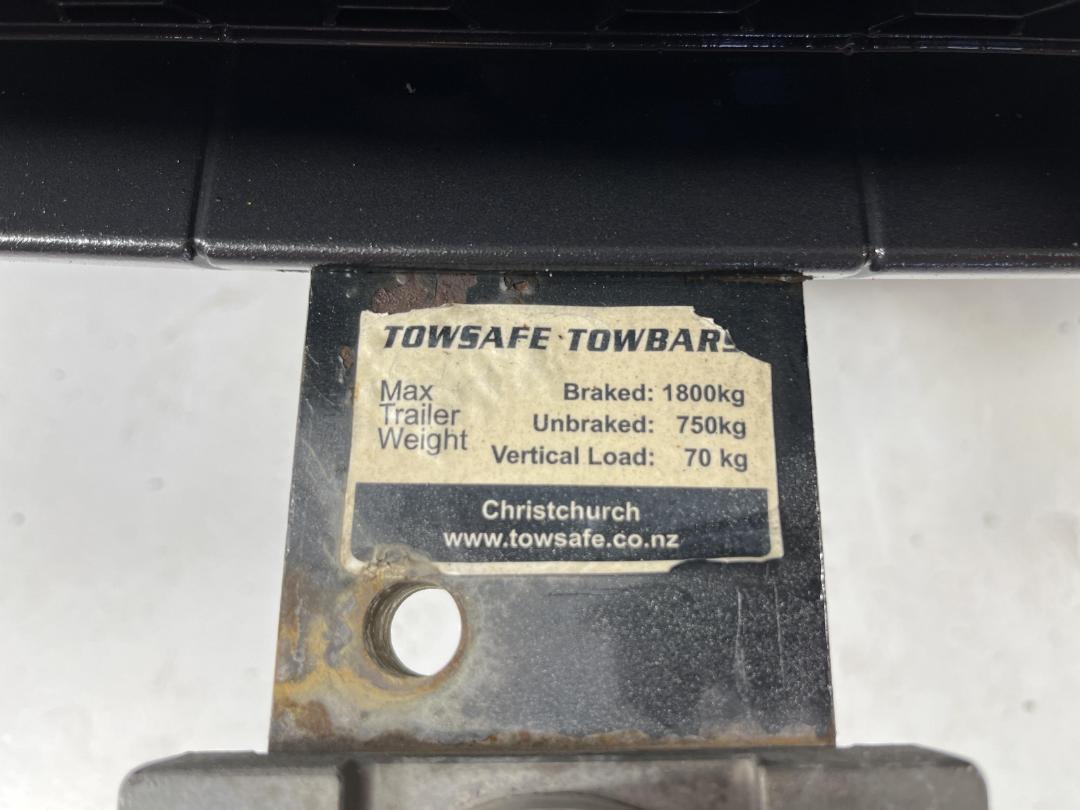 TOWSAFE TOWBARS
Max Trailer Weight
Braked: 1800kg
Unbraked: 750kg
Vertical Load: 70 kg
Christchurch
www.towsafe.co.nz